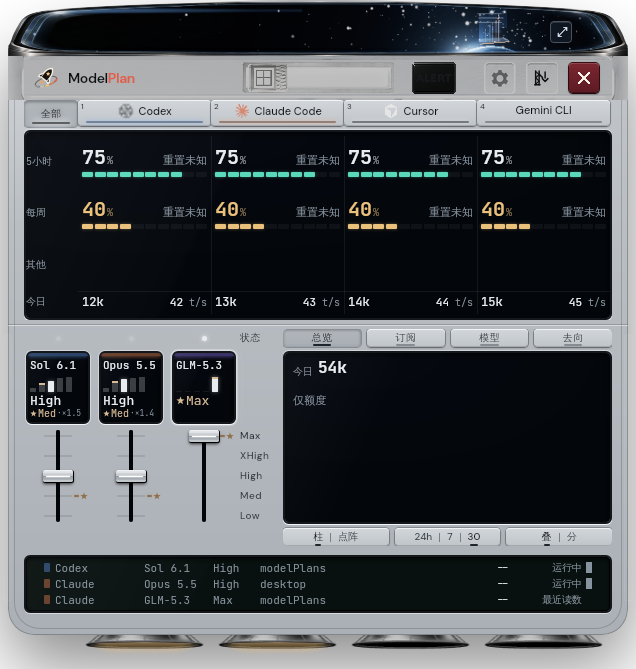 ModelPlan
ALERT
全部 1 Codex 2 Claude Code 3 Cursor 4 Gemini CLI
5小时 75% 重置未知 75% 重置未知 75% 重置未知 75% 重置未知
每周 40% 重置未知 40% 重置未知 40% 重置未知 40% 重置未知
其他
今日 12k 42 t/s 13k 43 t/s 14k 44 t/s 15k 45 t/s
状态
总览 订阅 模型 去向
Sol 6.1 Opus 5.5 GLM-5.3
High High ★Max
★Med·×1.5 ★Med·×1.4
今日 54k
仅额度
Max
XHigh
High
Med
Low
柱 | 点阵 24h | 7 | 30 叠 | 分
Codex Sol 6.1 High modelPlans -- 运行中
Claude Opus 5.5 High desktop -- 运行中
Claude GLM-5.3 Max modelPlans -- 最近读数